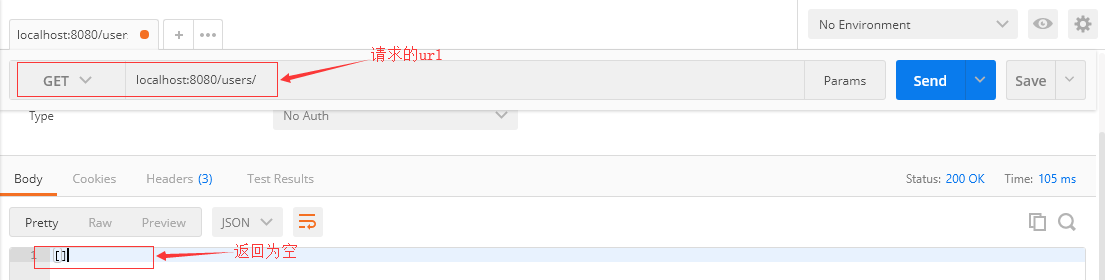 localhost:8080/user
+
•••
No Environment
请求的url
GET
localhost:8080/users/
Params
Send
Save
Type
No Auth
Body
Cookies
Headers (3)
Test Results
Status: 200 OK
Time: 105 ms
Pretty
Raw
Preview
JSON
1
[]
返回为空